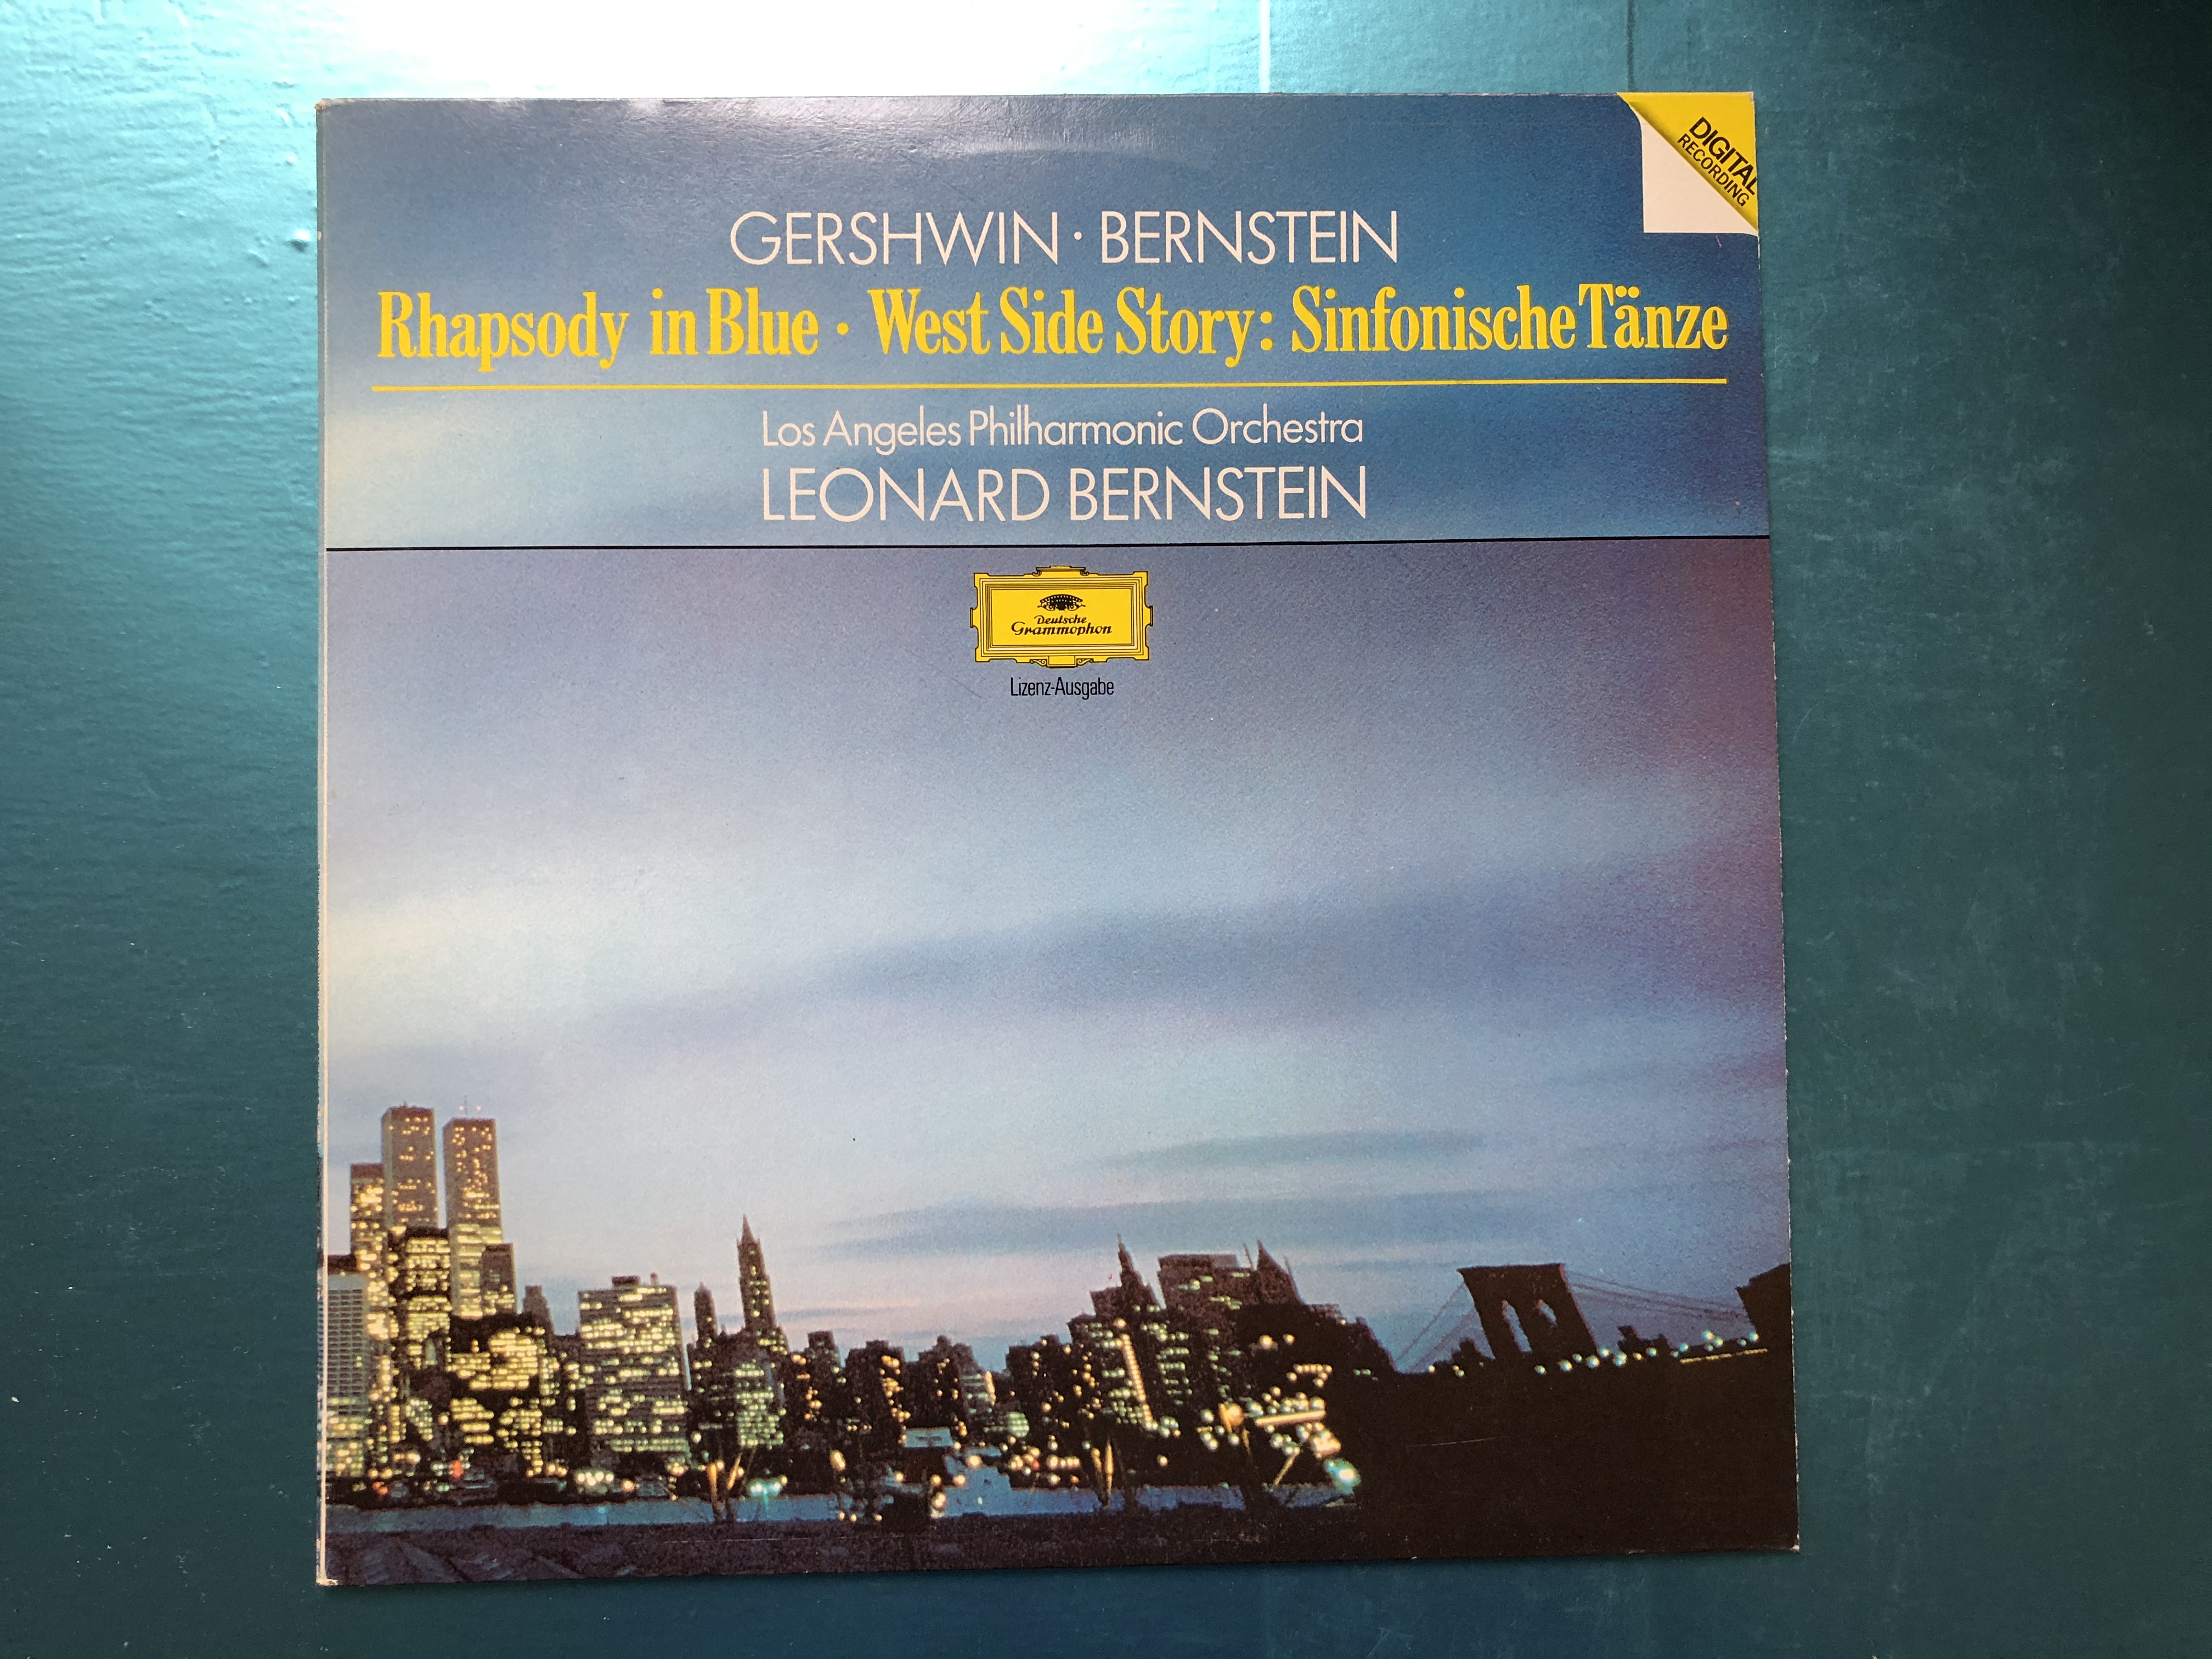 DIGITAL
RECORDING
GERSHWIN · BERNSTEIN
Rhapsody in Blue · West Side Story: Sinfonische Tänze
Los Angeles Philharmonic Orchestra
LEONARD BERNSTEIN
Deutsche
Grammophon
Lizenz-Ausgabe